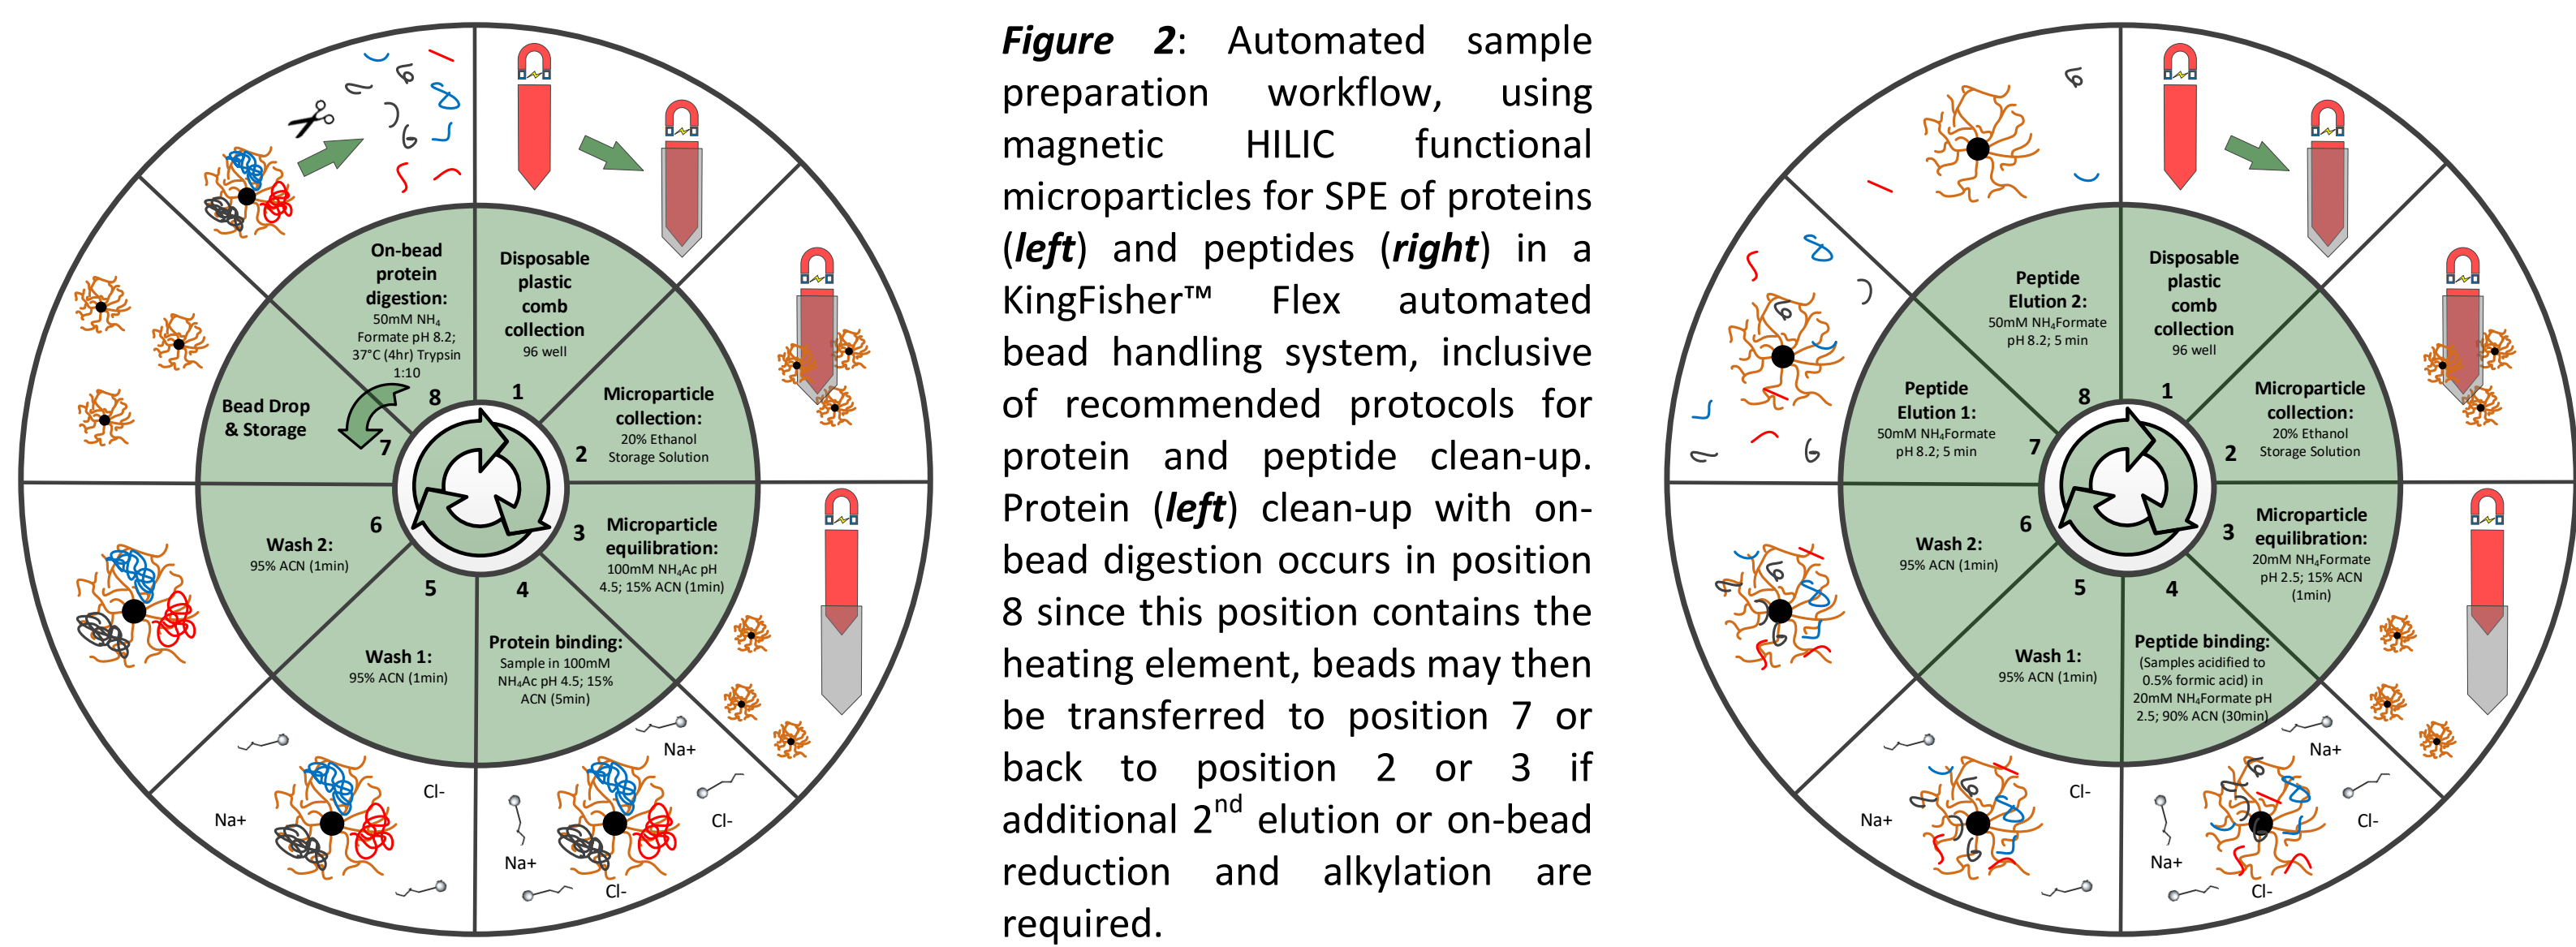 On-bead
protein
digestion:
50mM NH₄
Formate pH 8.2;
37°C (4hr) Trypsin
1:10
8
Disposable
plastic
comb
collection
96 well
1
Microparticle
collection:
20% Ethanol
Storage Solution
2
Microparticle
equilibration:
100mM NH₄Ac pH
4.5; 15% ACN (1min)
3
4
Protein binding:
Sample in 100mM
NH₄Ac pH 4.5; 15%
ACN (5min)
5
Wash 1:
95% ACN (1min)
6
Wash 2:
95% ACN (1min)
Bead Drop
& Storage
7
Na+
Cl-
Na+
Cl-
Na+
Cl-
Figure 2: Automated sample
preparation workflow, using
magnetic HILIC functional
microparticles for SPE of proteins
(left) and peptides (right) in a
KingFisher™ Flex automated
bead handling system, inclusive
of recommended protocols for
protein and peptide clean-up.
Protein (left) clean-up with on-
bead digestion occurs in position
8 since this position contains the
heating element, beads may then
be transferred to position 7 or
back to position 2 or 3 if
additional 2nd elution or on-bead
reduction and alkylation are
required.
Peptide
Elution 2:
50mM NH₄Formate
pH 8.2; 5 min
8
Disposable
plastic
comb
collection
96 well
1
Microparticle
collection:
20% Ethanol
Storage Solution
2
Microparticle
equilibration:
20mM NH₄Formate
pH 2.5; 15% ACN
(1min)
3
4
Peptide binding:
(Samples acidified to
0.5% formic acid) in
20mM NH₄Formate pH
2.5; 90% ACN (30min)
5
Wash 1:
95% ACN (1min)
6
Wash 2:
95% ACN (1min)
Peptide
Elution 1:
50mM NH₄Formate
pH 8.2; 5 min
7
Na+
Cl-
Na+
Cl-
Na+
Cl-